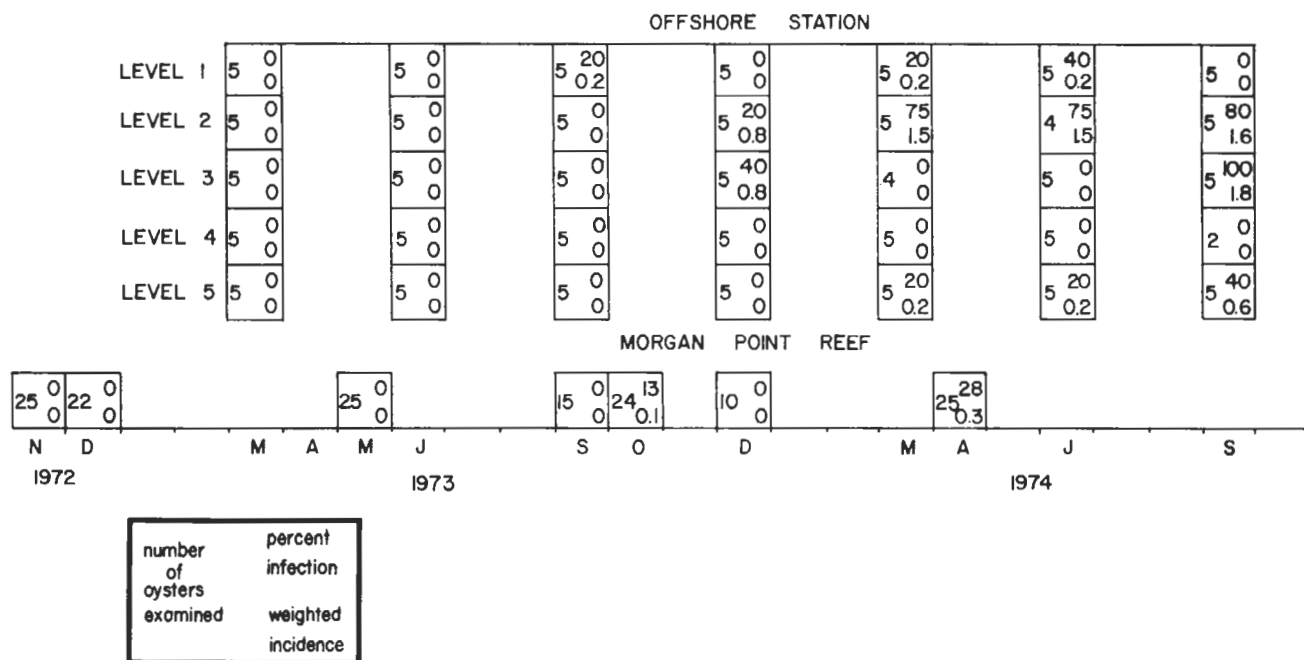 OFFSHORE STATION
LEVEL 1 5 0 0 5 0 0 5 20 0.2 5 0 0 5 20 0.2 5 40 0.2 5 0 0
LEVEL 2 5 0 0 5 0 0 5 0 0 5 20 0.8 5 75 1.5 4 75 1.5 5 80 1.6
LEVEL 3 5 0 0 5 0 0 5 0 0 5 40 0.8 4 0 0 5 0 0 5 100 1.8
LEVEL 4 5 0 0 5 0 0 5 0 0 5 0 0 5 0 0 5 0 0 2 0 0
LEVEL 5 5 0 0 5 0 0 5 0 0 5 0 0 5 20 0.2 5 20 0.2 5 40 0.6
MORGAN POINT REEF
25 0 0 22 0 0 25 0 0 15 0 0 24 13 0.1 10 0 0 25 28 0.3
N D M A M J S O D M A J S
1972 1973 1974
number of oysters examined
percent infection
weighted incidence